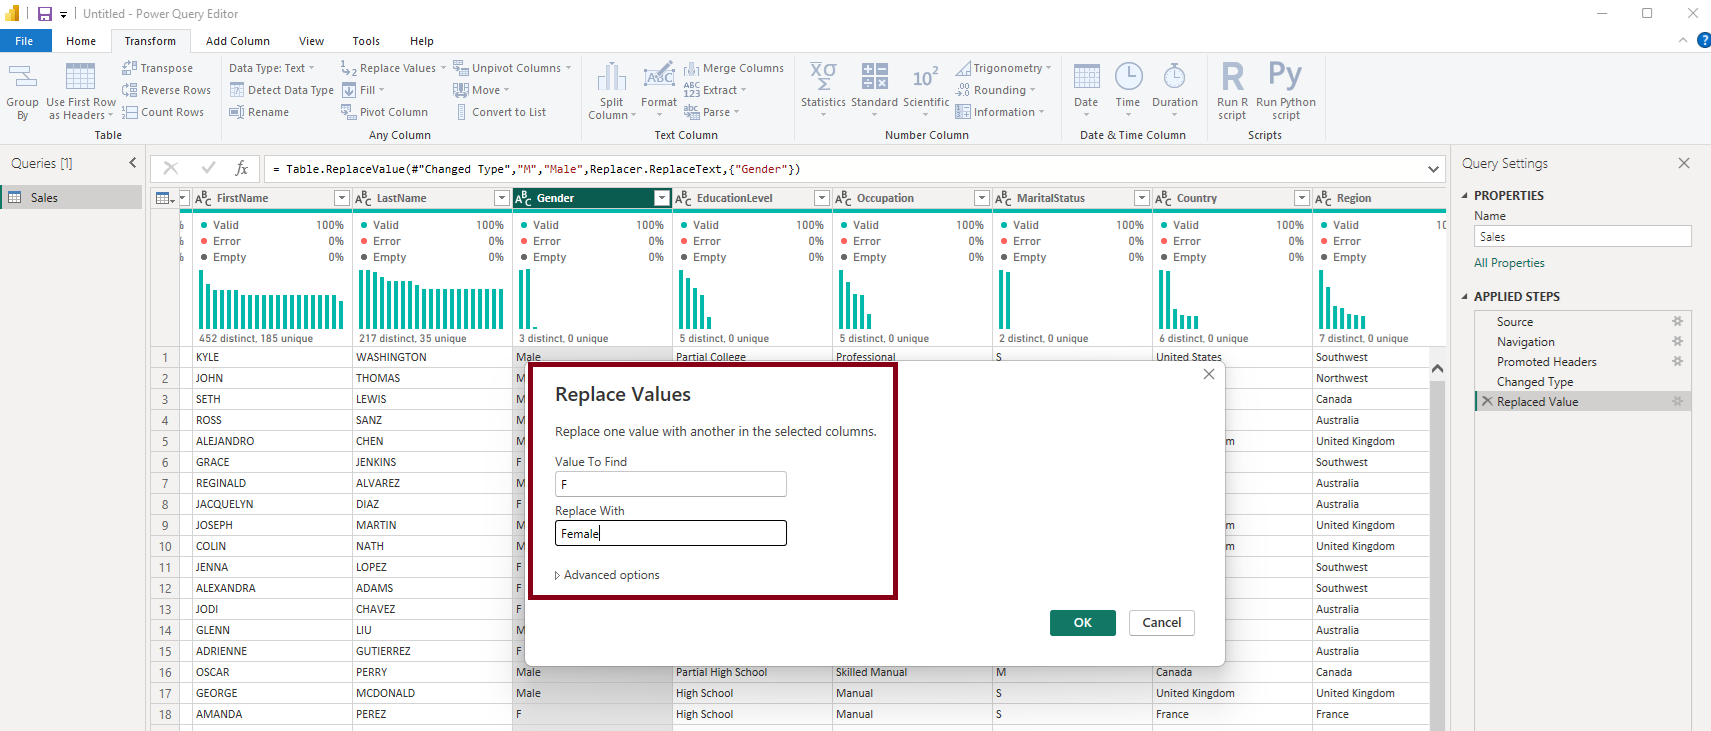 Untitled - Power Query Editor
File Home Transform Add Column View Tools Help
Group By
Use First Row as Headers
Transpose
Reverse Rows
Count Rows
Table
Data Type: Text
Detect Data Type
Rename
Replace Values
Fill
Pivot Column
Unpivot Columns
Move
Convert to List
Any Column
Split Column
Format
Merge Columns
Extract
Parse
Text Column
Statistics
Standard
Scientific
Trigonometry
Rounding
Information
Number Column
Date
Time
Duration
Date & Time Column
Run R script
Run Python script
Scripts
Queries [1]
Sales
= Table.ReplaceValue(#"Changed Type","M","Male",Replacer.ReplaceText,{"Gender"})
FirstName LastName Gender EducationLevel Occupation MaritalStatus Country Region
Valid 100% Valid 100% Valid 100% Valid 100% Valid 100% Valid 100% Valid 100% Valid
Error 0% Error 0% Error 0% Error 0% Error 0% Error 0% Error 0% Error
Empty 0% Empty 0% Empty 0% Empty 0% Empty 0% Empty 0% Empty 0% Empty
452 distinct, 185 unique 217 distinct, 35 unique 3 distinct, 0 unique 5 distinct, 0 unique 5 distinct, 0 unique 2 distinct, 0 unique 6 distinct, 0 unique 7 distinct, 0 unique
1 KYLE WASHINGTON Male Partial College Professional S United States Southwest
2 JOHN THOMAS M Northwest
3 SETH LEWIS M Canada
4 ROSS SANZ M Australia
5 ALEJANDRO CHEN M m United Kingdom
6 GRACE JENKINS F Southwest
7 REGINALD ALVAREZ M Australia
8 JACQUELYN DIAZ F Australia
9 JOSEPH MARTIN M m United Kingdom
10 COLIN NATH M m United Kingdom
11 JENNA LOPEZ F Southwest
12 ALEXANDRA ADAMS F Southwest
13 JODI CHAVEZ F Australia
14 GLENN LIU M Australia
15 ADRIENNE GUTIERREZ F Australia
16 OSCAR PERRY Male Partial High School Skilled Manual M Canada Canada
17 GEORGE MCDONALD Male High School Manual S United Kingdom United Kingdom
18 AMANDA PEREZ F High School Manual S France France
Replace Values
Replace one value with another in the selected columns.
Value To Find
F
Replace With
Female
Advanced options
OK Cancel
Query Settings
PROPERTIES
Name
Sales
All Properties
APPLIED STEPS
Source
Navigation
Promoted Headers
Changed Type
Replaced Value